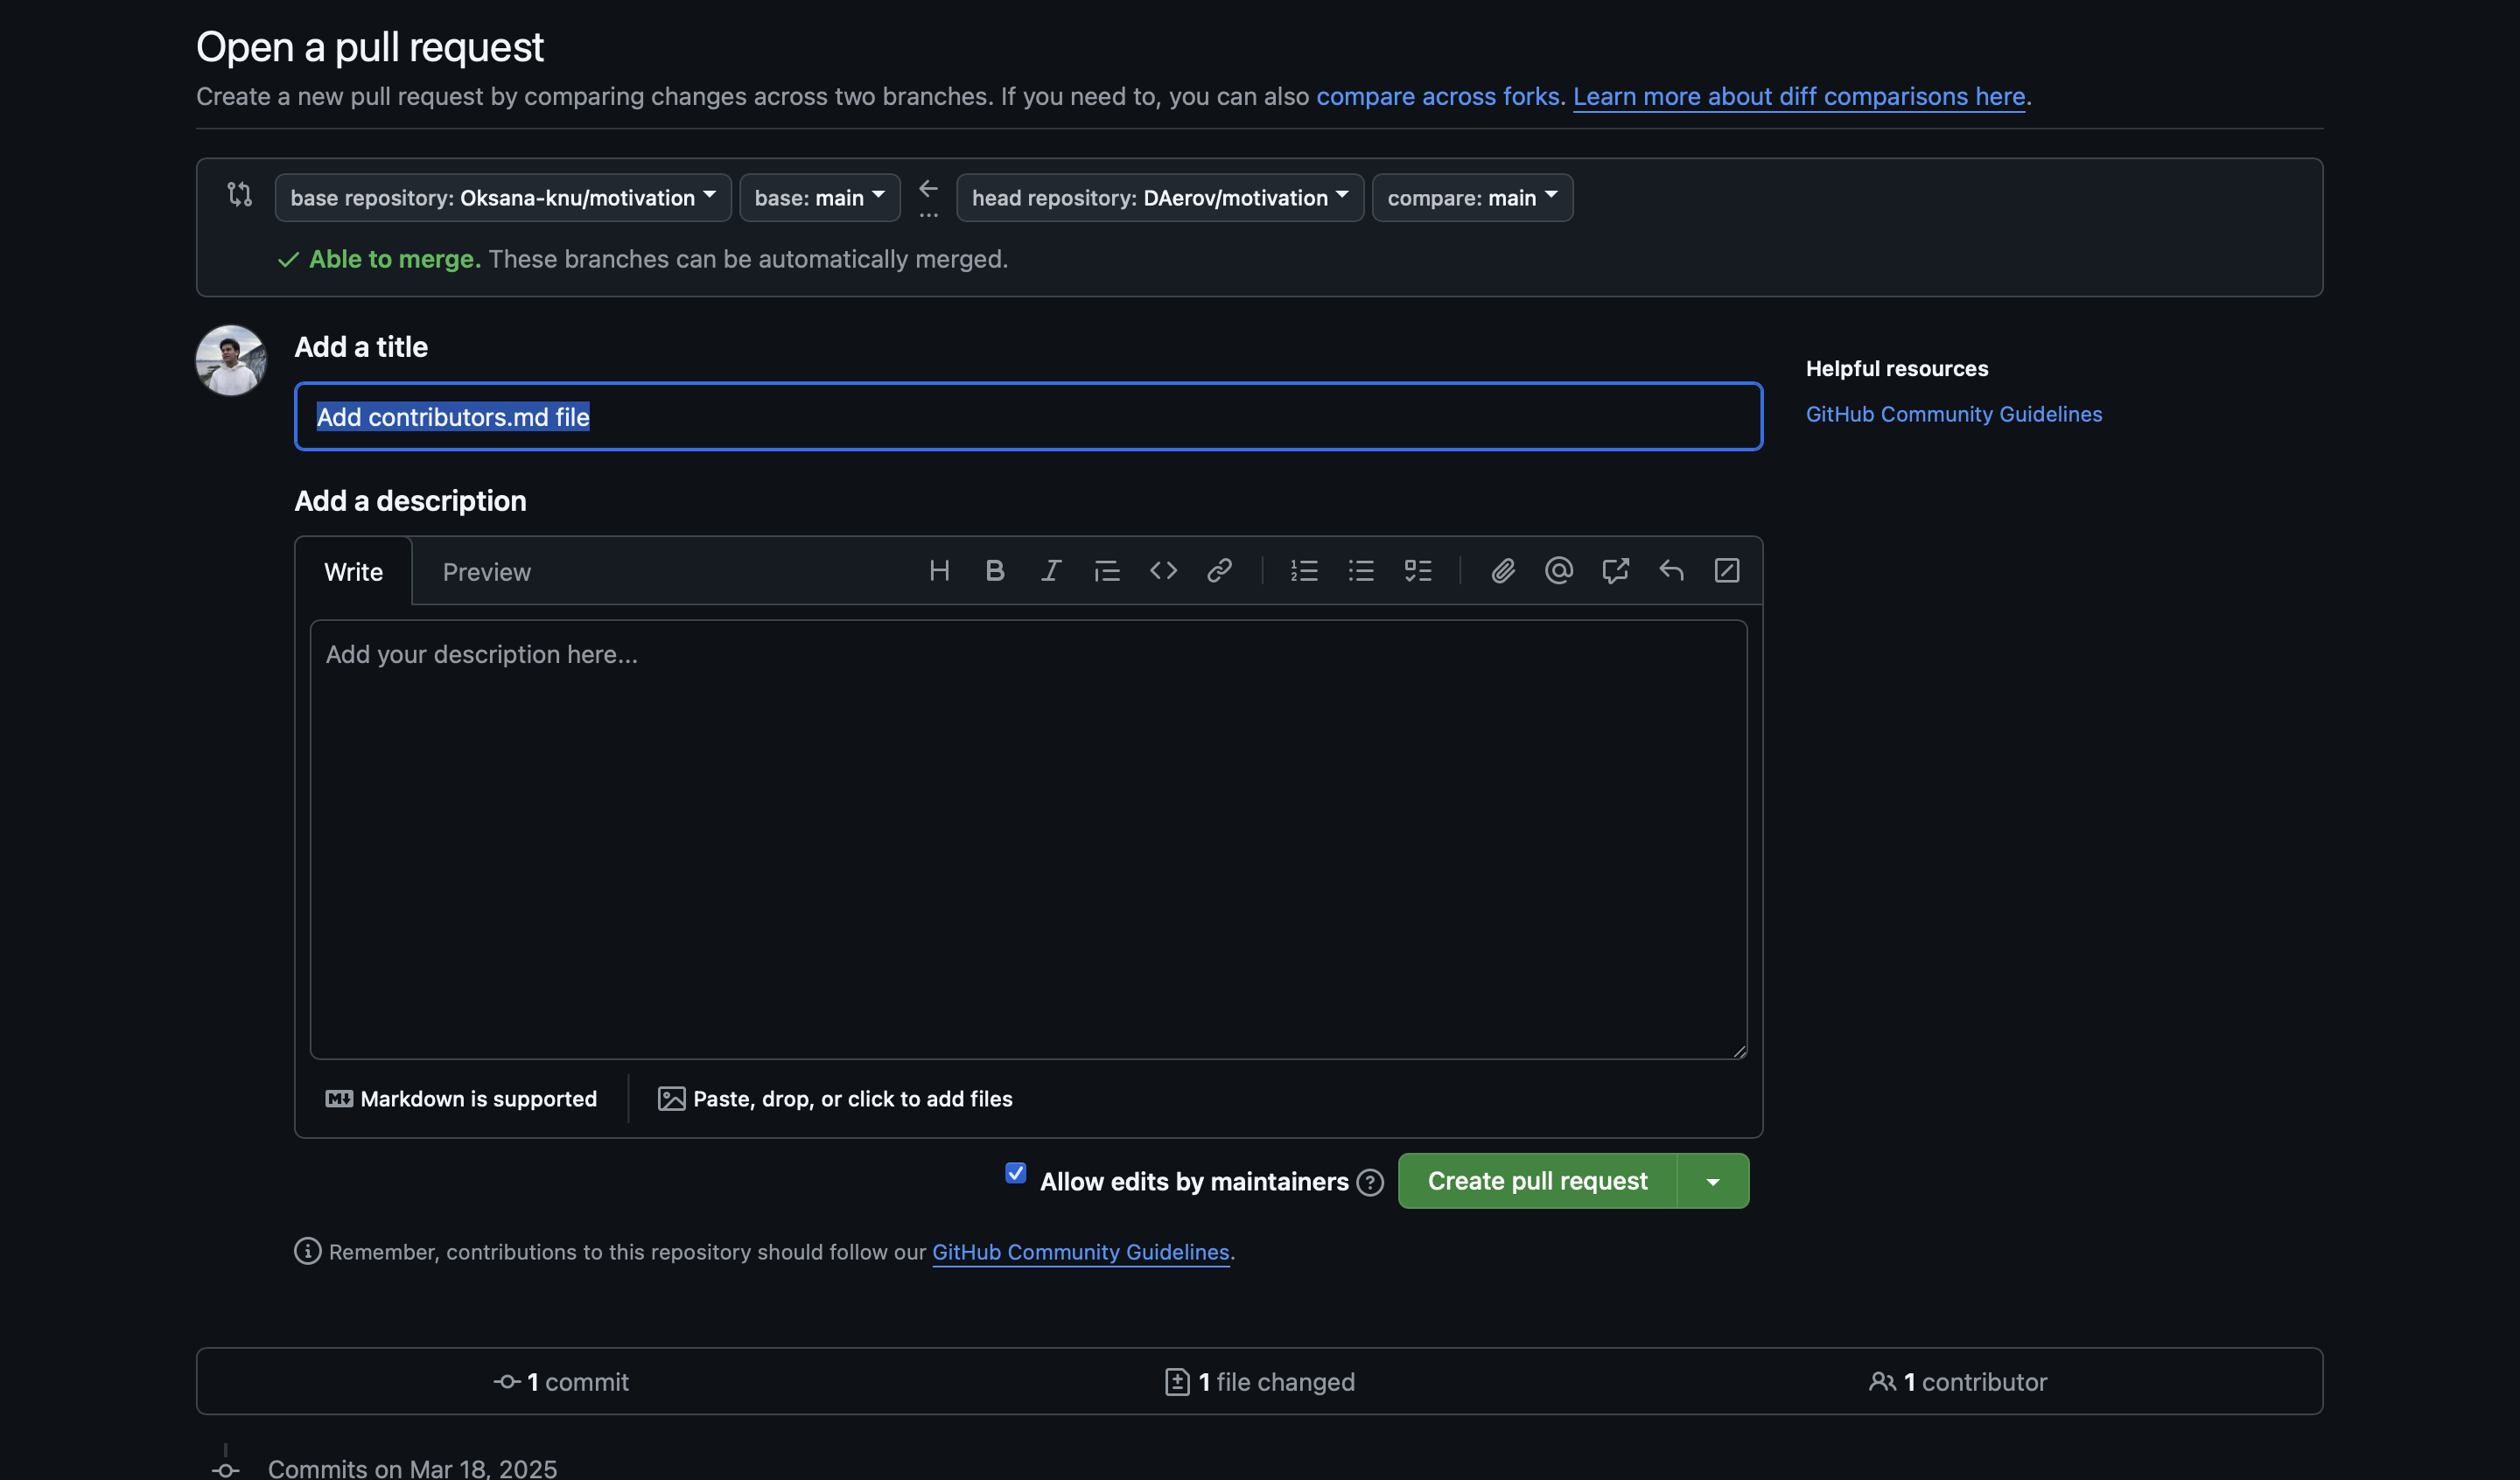 Open a pull request
Create a new pull request by comparing changes across two branches. If you need to, you can also compare across forks. Learn more about diff comparisons here.
base repository: Oksana-knu/motivation base: main ... head repository: DAerov/motivation compare: main
Able to merge. These branches can be automatically merged.
Add a title
Add contributors.md file
Helpful resources
GitHub Community Guidelines
Add a description
Write Preview
Add your description here...
Markdown is supported Paste, drop, or click to add files
Allow edits by maintainers Create pull request
Remember, contributions to this repository should follow our GitHub Community Guidelines.
1 commit 1 file changed 1 contributor
Commits on Mar 18, 2025